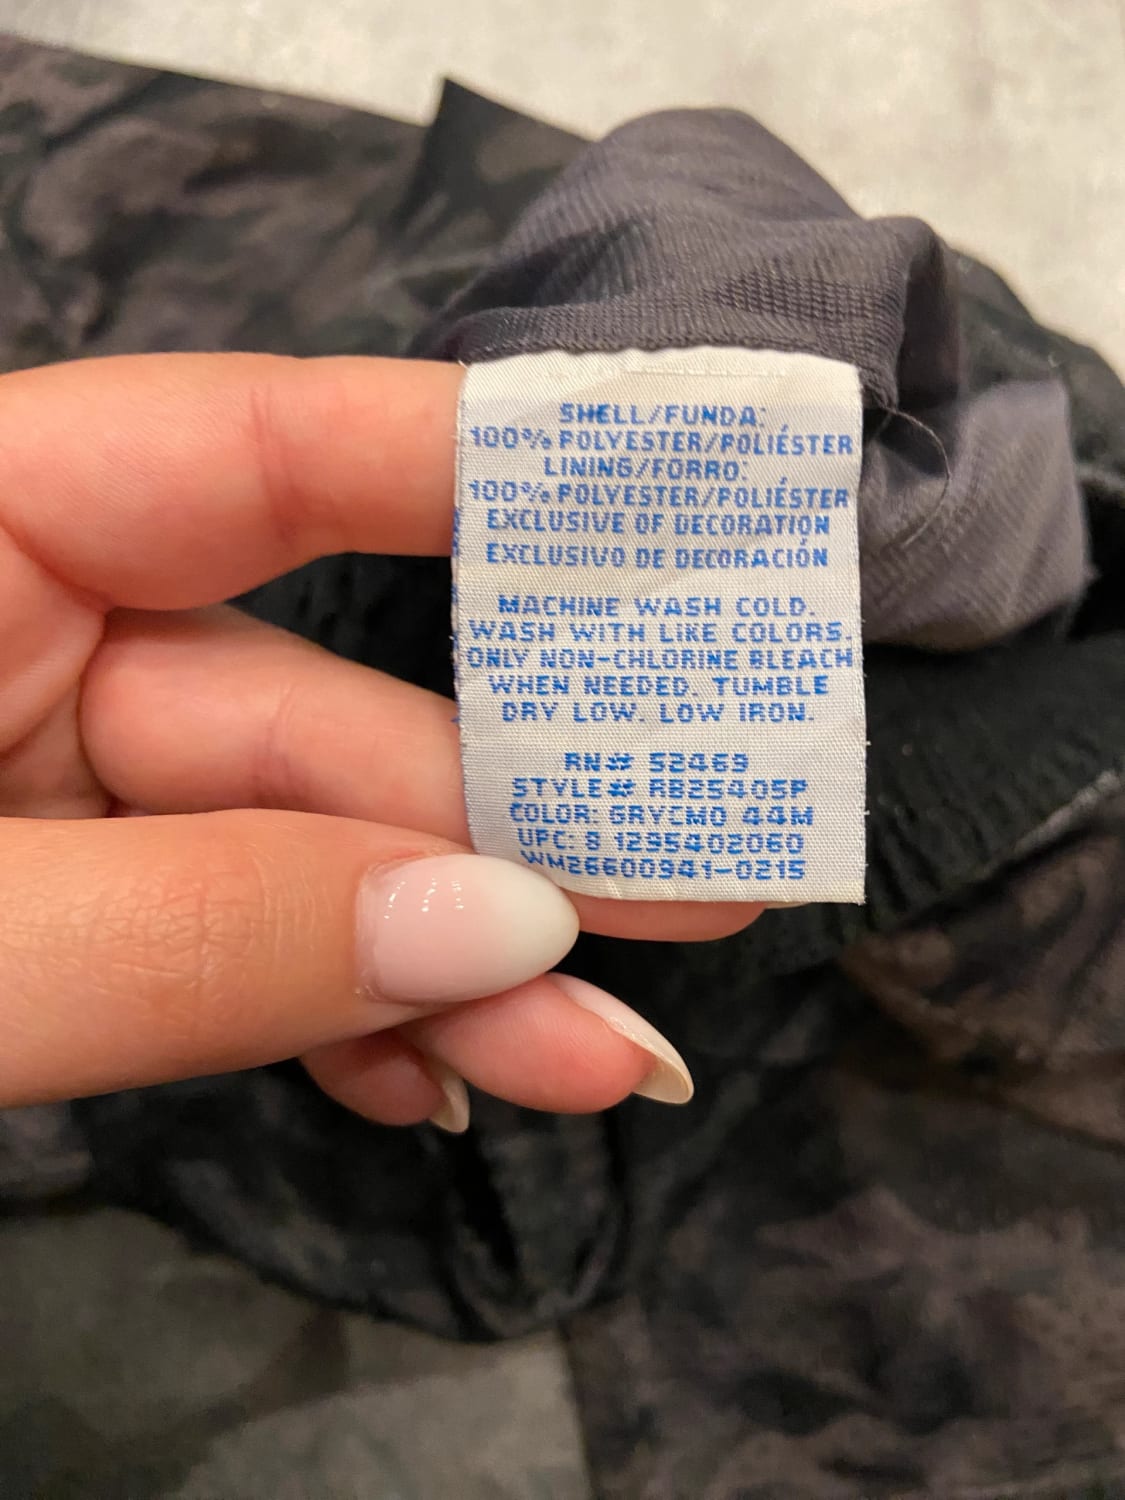 SHELL/FUNDA:
100% POLYESTER/POLIÉSTER
LINING/FORRO:
100% POLYESTER/POLIÉSTER
EXCLUSIVE OF DECORATION
EXCLUSIVO DE DECORACIÓN
MACHINE WASH COLD.
WASH WITH LIKE COLORS.
ONLY NON-CHLORINE BLEACH
WHEN NEEDED. TUMBLE
DRY LOW. LOW IRON.
RN# 52469
STYLE# RB25405P
COLOR: GRYCMO 44M
UPC: 8 1295402060
WM26600941-0215